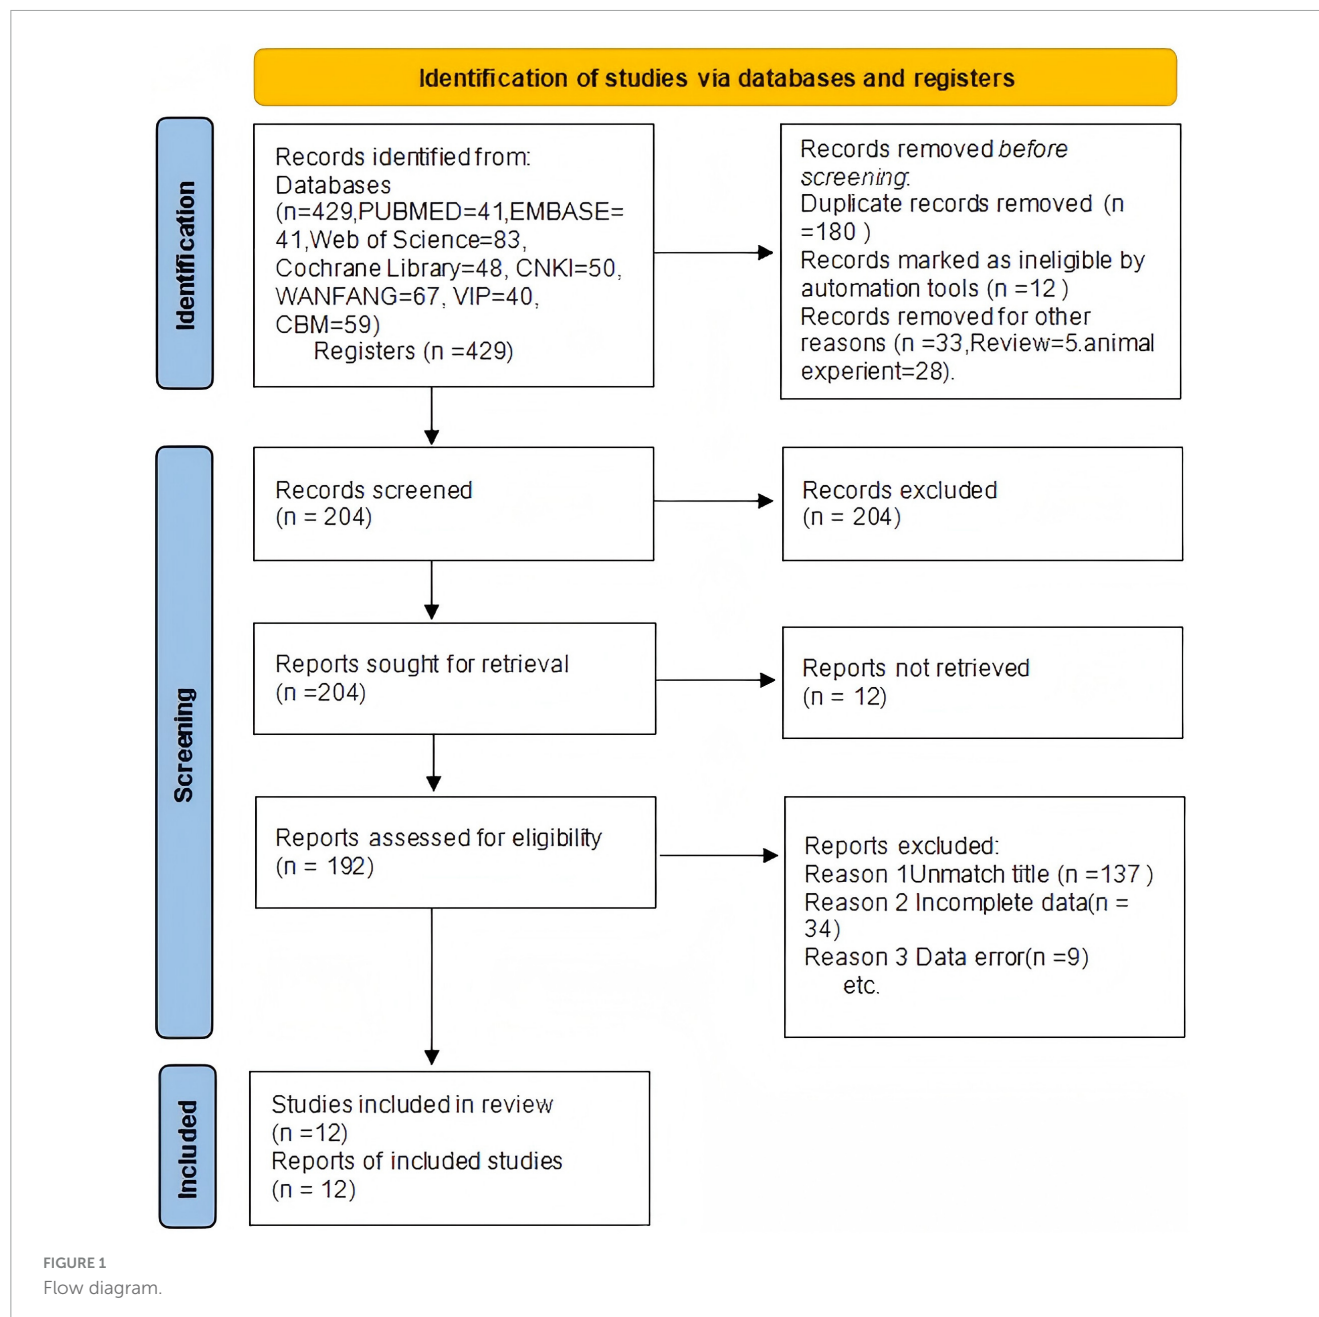 Identification of studies via databases and registers
Identification
Records identified from:
Databases
(n=429,PUBMED=41,EMBASE=
41,Web of Science=83,
Cochrane Library=48, CNKI=50,
WANFANG=67, VIP=40,
CBM=59)
Registers (n =429)
Records removed before
screening:
Duplicate records removed (n
=180 )
Records marked as ineligible by
automation tools (n =12 )
Records removed for other
reasons (n =33,Review=5.animal
experient=28).
Screening
Records screened
(n = 204)
Records excluded
(n = 204)
Reports sought for retrieval
(n =204)
Reports not retrieved
(n = 12)
Reports assessed for eligibility
(n = 192)
Reports excluded:
Reason 1Unmatch title (n =137 )
Reason 2 Incomplete data(n =
34)
Reason 3 Data error(n =9)
etc.
Included
Studies included in review
(n =12)
Reports of included studies
(n = 12)
FIGURE 1
Flow diagram.